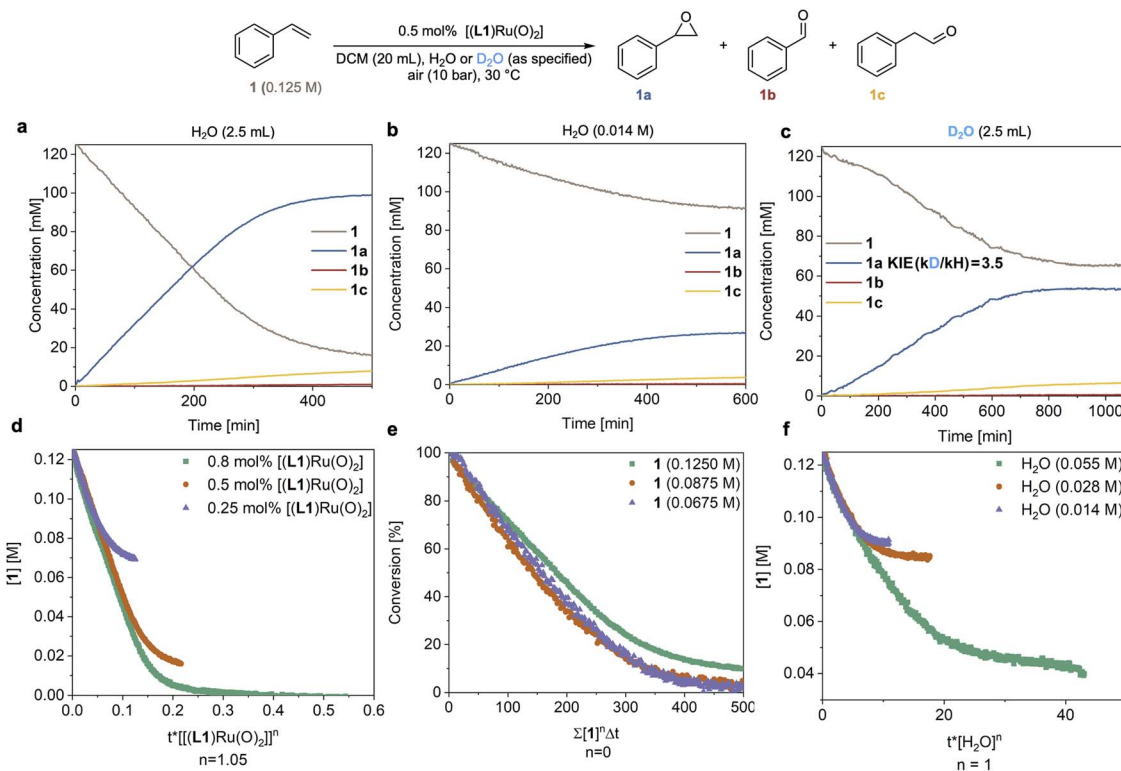 0.5 mol% [(L1)Ru(O)₂]
DCM (20 mL), H₂O or D₂O (as specified)
air (10 bar), 30 °C
1 (0.125 M)
O
+
O
+
O
1a
1b
1c
a
H₂O (2.5 mL)
Concentration [mM]
120
100
80
60
40
20
0
1
1a
1b
1c
0
200
400
Time [min]
b
H₂O (0.014 M)
Concentration [mM]
120
100
80
60
40
20
0
1
1a
1b
1c
0
200
400
600
Time [min]
c
D₂O (2.5 mL)
Concentration [mM]
120
100
80
60
40
20
0
1
1a KIE(kD/kH)=3.5
1b
1c
0
200
400
600
800
1000
Time [min]
d
[1] [M]
0.12
0.10
0.08
0.06
0.04
0.02
0.00
0.8 mol% [(L1)Ru(O)₂]
0.5 mol% [(L1)Ru(O)₂]
0.25 mol% [(L1)Ru(O)₂]
0.0
0.1
0.2
0.3
0.4
0.5
0.6
t*[[(L1)Ru(O)₂]]ⁿ
n=1.05
e
Conversion [%]
100
80
60
40
20
0
1 (0.1250 M)
1 (0.0875 M)
1 (0.0675 M)
0
100
200
300
400
500
Σ[1]ⁿΔt
n=0
f
[1] [M]
0.12
0.10
0.08
0.06
0.04
H₂O (0.055 M)
H₂O (0.028 M)
H₂O (0.014 M)
0
20
40
t*[H₂O]ⁿ
n = 1